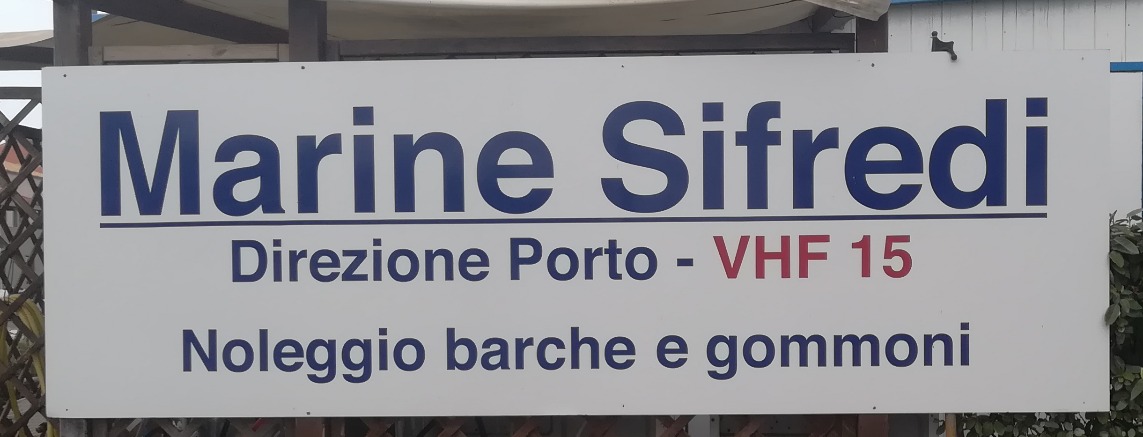 Marine Sifredi
Direzione Porto - VHF 15
Noleggio barche e gommoni